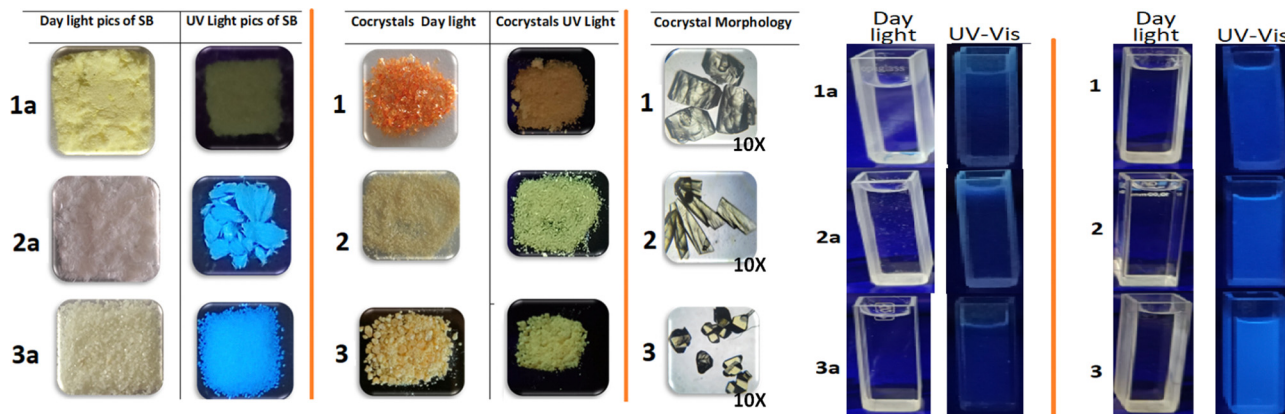 Day light pics of SB
UV Light pics of SB
1a
2a
3a
Cocrystals Day light
Cocrystals UV Light
1
2
3
Cocrystal Morphology
1
10X
2
10X
3
10X
Day
light
UV-Vis
1a
2a
3a
Day
light
UV-Vis
1
2
3